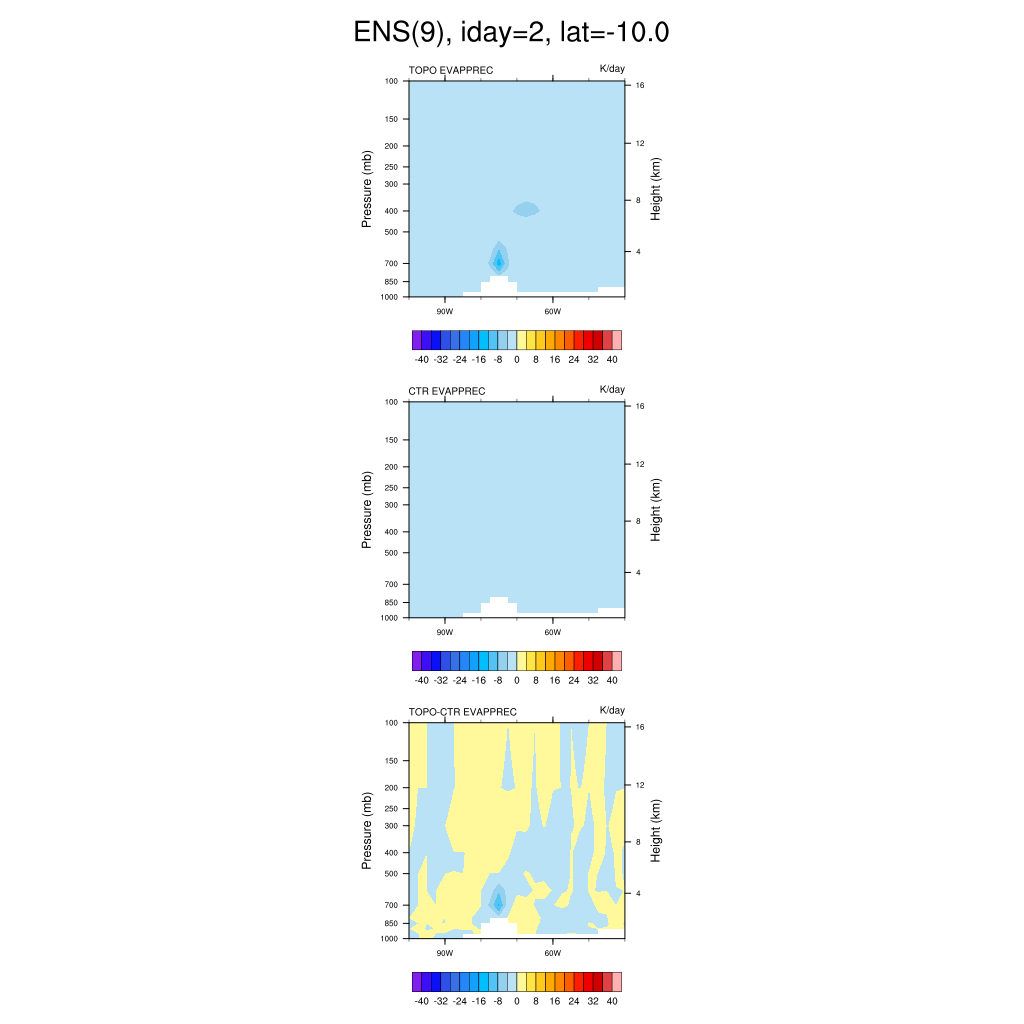 ENS(9), iday=2, lat=-10.0
TOPO EVAPPREC K/day
100
150
200
250
300
400
500
700
850
1000
Pressure (mb)
16
12
8
4
Height (km)
90W 60W
-40 -32 -24 -16 -8 0 8 16 24 32 40
CTR EVAPPREC K/day
100
150
200
250
300
400
500
700
850
1000
Pressure (mb)
16
12
8
4
Height (km)
90W 60W
-40 -32 -24 -16 -8 0 8 16 24 32 40
TOPO-CTR EVAPPREC K/day
100
150
200
250
300
400
500
700
850
1000
Pressure (mb)
16
12
8
4
Height (km)
90W 60W
-40 -32 -24 -16 -8 0 8 16 24 32 40